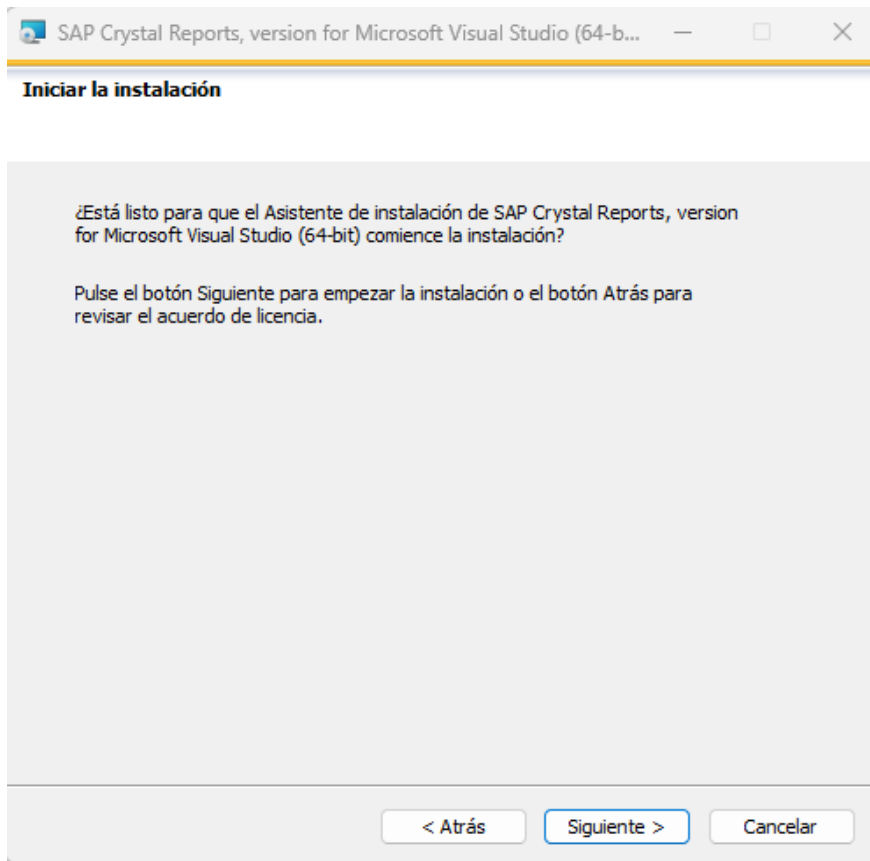 SAP Crystal Reports, version for Microsoft Visual Studio (64-b...
Iniciar la instalación
¿Está listo para que el Asistente de instalación de SAP Crystal Reports, version
for Microsoft Visual Studio (64-bit) comience la instalación?
Pulse el botón Siguiente para empezar la instalación o el botón Atrás para
revisar el acuerdo de licencia.
< Atrás
Siguiente >
Cancelar